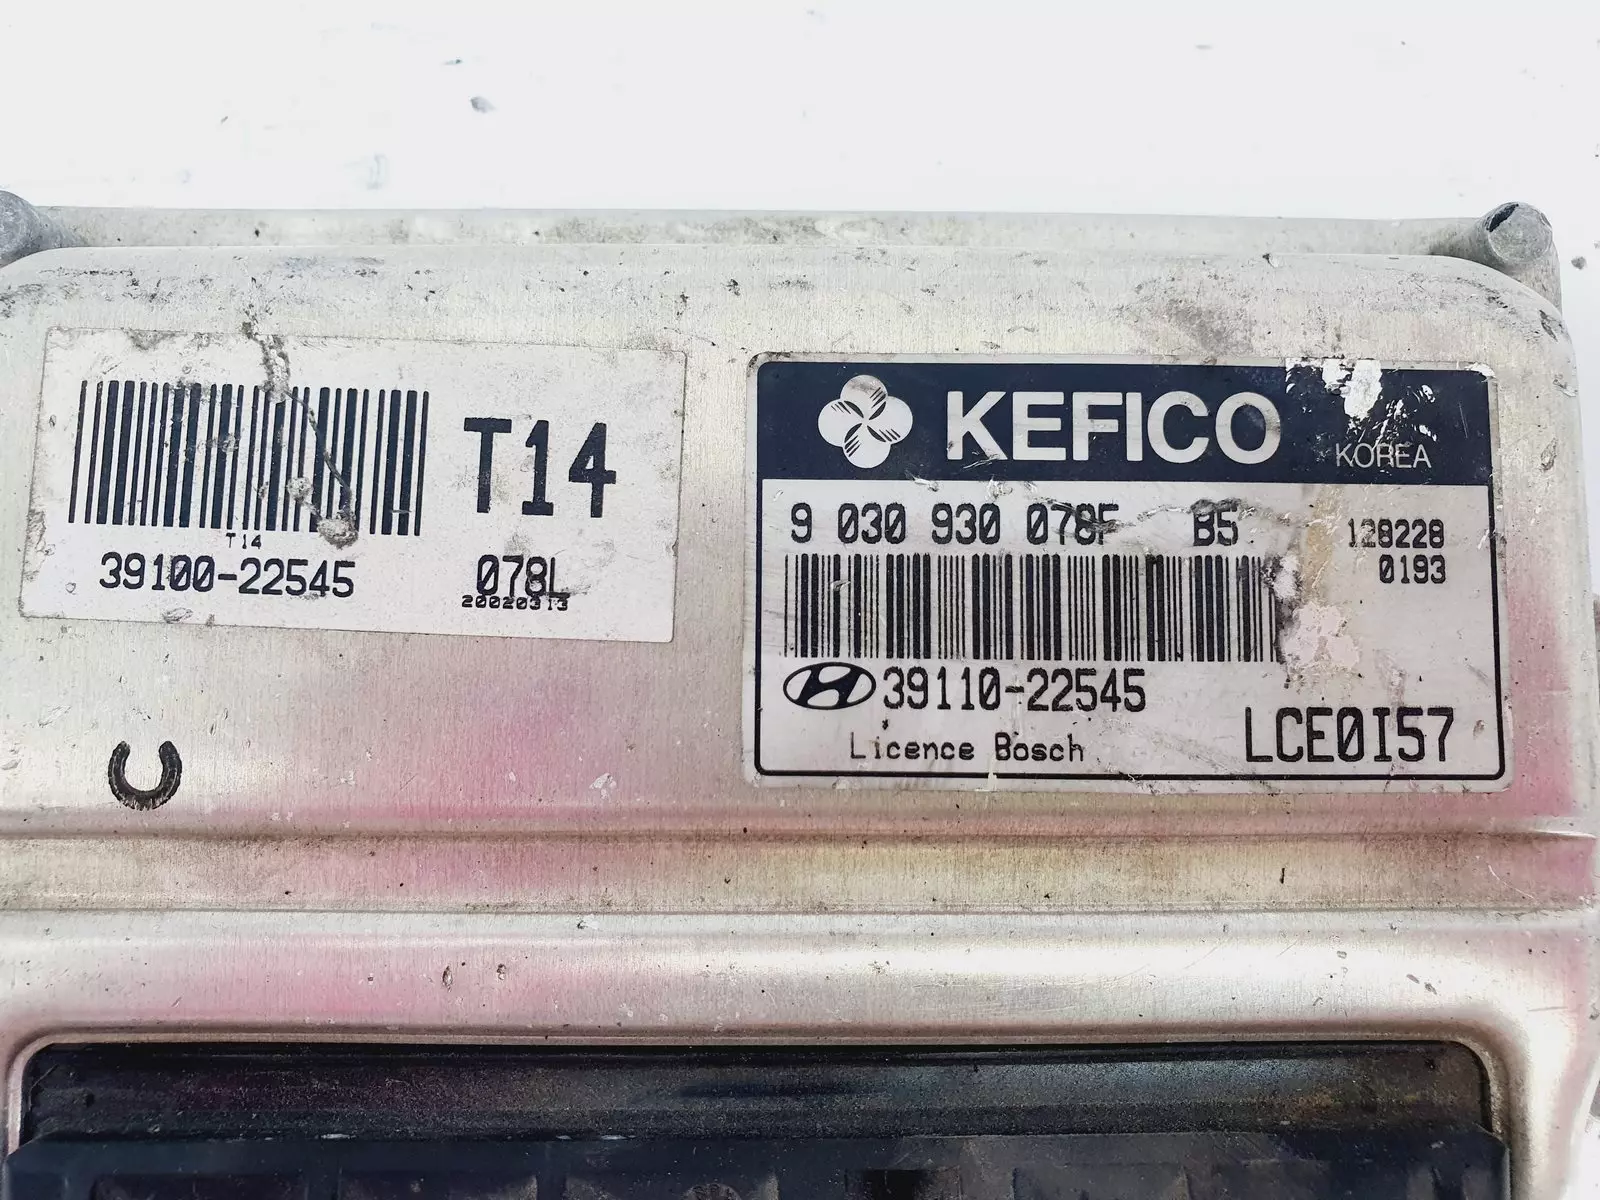 T14
T14
39100-22545 078L
20020313
KEFICO
KOREA
9 030 930 078F B5 128228
0193
39110-22545
Licence Bosch LCE0I57